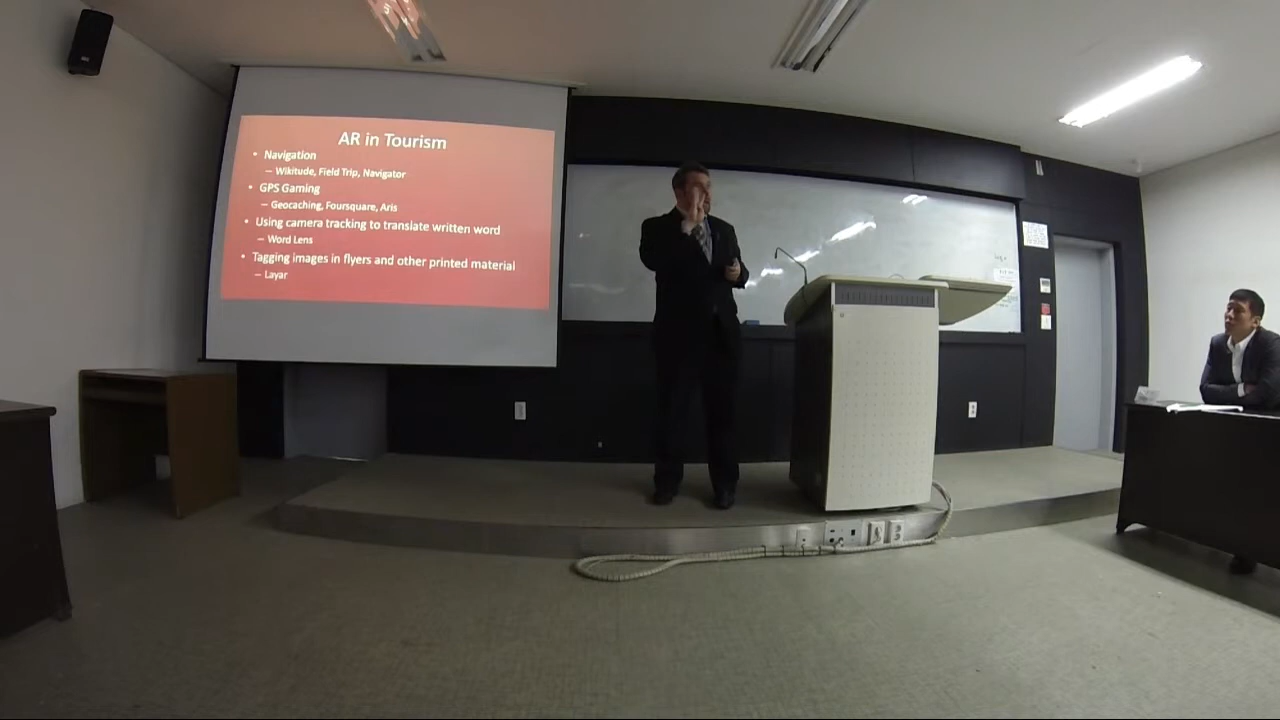 AR in Tourism
• Navigation
– Wikitude, Field Trip, Navigator
• GPS Gaming
– Geocaching, Foursquare, Aris
• Using camera tracking to translate written word
– Word Lens
• Tagging images in flyers and other printed material
– Layar